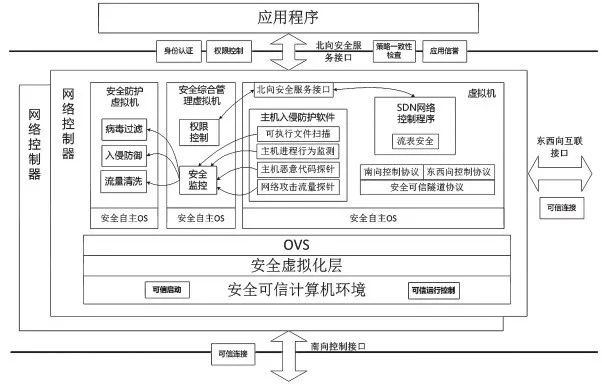 应用程序
身份认证
权限控制
北向安全服
务接口
策略一致性
检查
应用信誉
网络控制器
网络控制器
安全防护
虚拟机
病毒过滤
入侵防御
流量清洗
安全自主OS
安全综合管
理虚拟机
权限
控制
安全
监控
安全自主OS
北向安全服务接口
虚拟机
主机入侵防护软件
可执行文件扫描
主机进程行为监测
主机恶意代码探针
网络攻击流量探针
SDN网络
控制程序
流表安全
南向控制协议
东西向控制协议
安全可信隧道协议
安全自主OS
东西向互联
接口
可信连接
OVS
安全虚拟化层
可信启动
安全可信计算机环境
可信运行控制
可信连接
南向控制接口